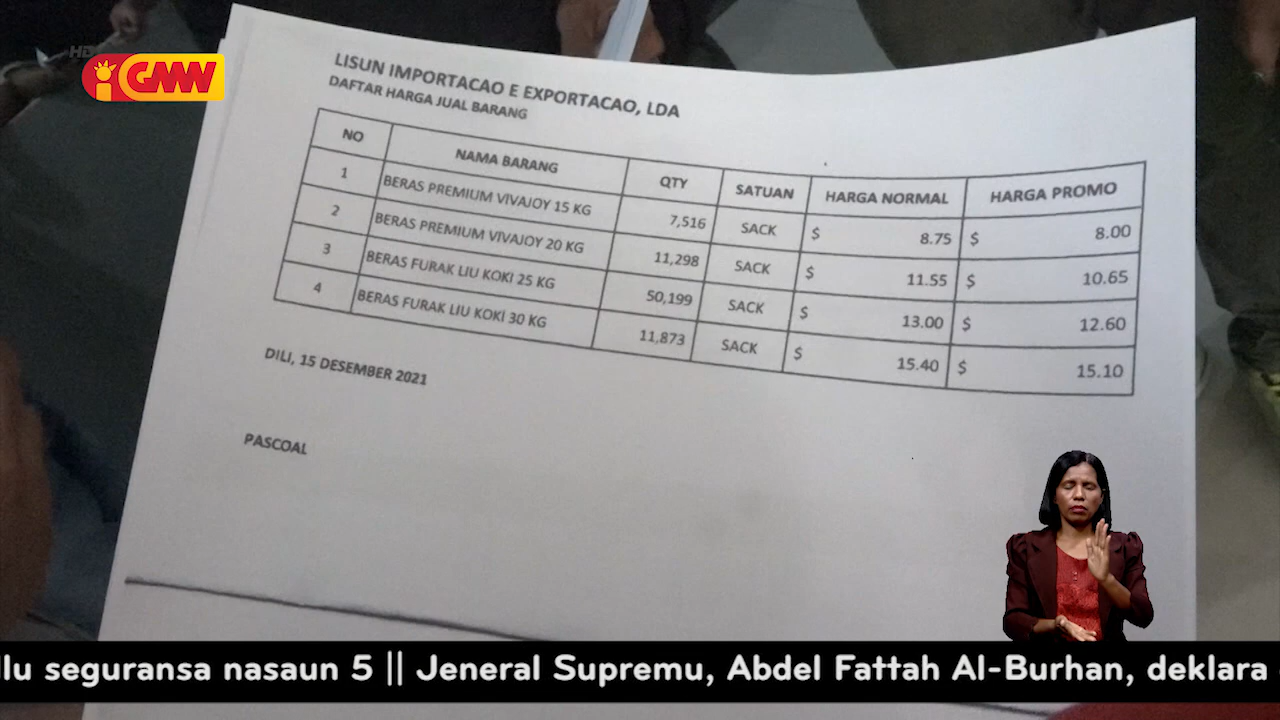 HD
GMN
LISUN IMPORTACAO E EXPORTACAO, LDA
DAFTAR HARGA JUAL BARANG
NO NAMA BARANG QTY SATUAN HARGA NORMAL HARGA PROMO
1 BERAS PREMIUM VIVAJOY 15 KG 7,516 SACK $ 8.75 $ 8.00
2 BERAS PREMIUM VIVAJOY 20 KG 11,298 SACK $ 11.55 $ 10.65
3 BERAS FURAK LIU KOKI 25 KG 50,199 SACK $ 13.00 $ 12.60
4 BERAS FURAK LIU KOKI 30 KG 11,873 SACK $ 15.40 $ 15.10
DILI, 15 DESEMBER 2021
PASCOAL
seguransa nasaun 5 || Jeneral Supremu, Abdel Fattah Al-Burhan, deklara